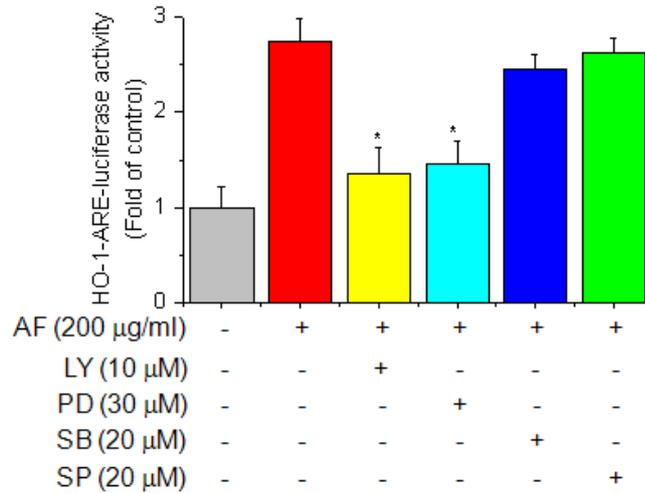 HO-1-ARE-luciferase activity
(Fold of control)
3
2
1
0
*
*
AF (200 μg/ml) - + + + + +
LY (10 μM) - - + - - -
PD (30 μM) - - - + - -
SB (20 μM) - - - - + -
SP (20 μM) - - - - - +